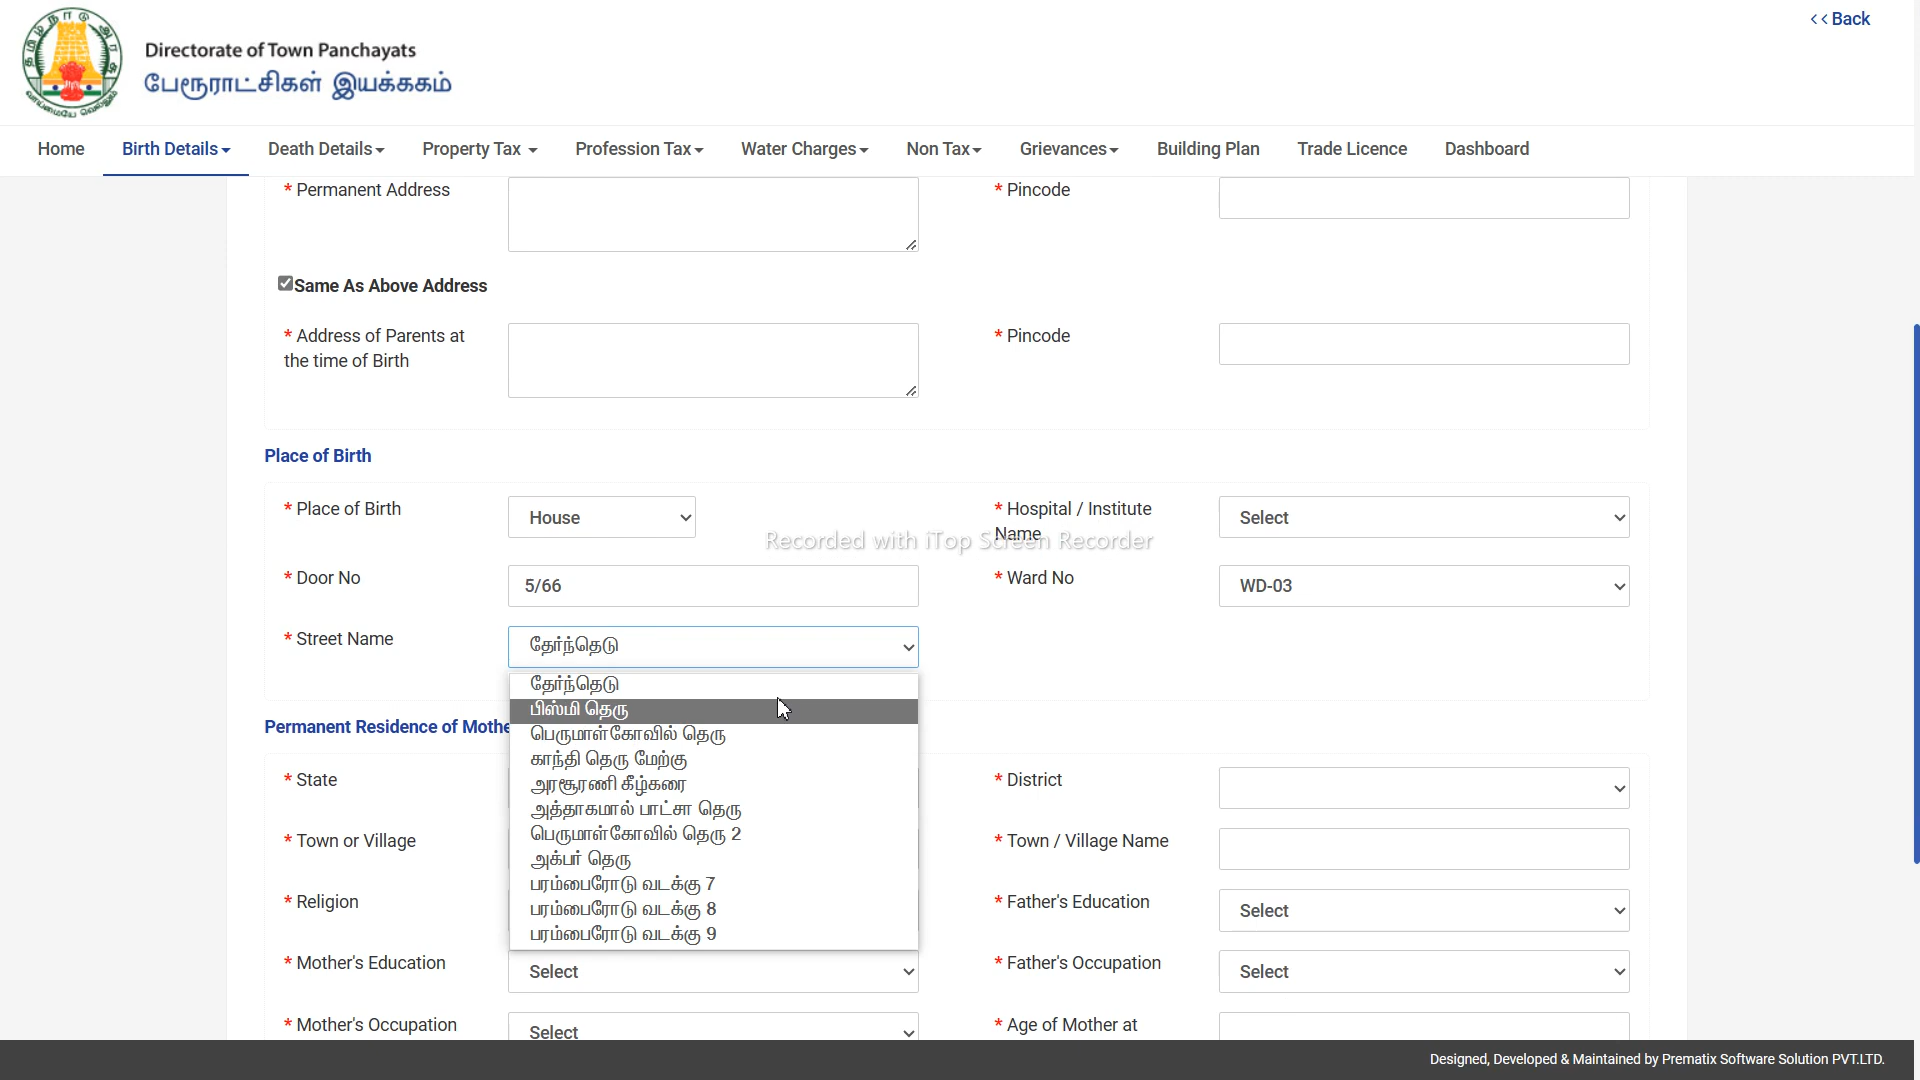 << Back
Directorate of Town Panchayats
பேரூராட்சிகள் இயக்ககம்
Home Birth Details Death Details Property Tax Profession Tax Water Charges Non Tax Grievances Building Plan Trade Licence Dashboard
* Permanent Address * Pincode
Same As Above Address
* Address of Parents at the time of Birth * Pincode
Place of Birth
* Place of Birth House * Hospital / Institute Name Select
Recorded with iTop Screen Recorder
* Door No 5/66 * Ward No WD-03
* Street Name தேர்ந்தெடு
தேர்ந்தெடு
பிஸ்மி தெரு
பெருமாள்கோவில் தெரு
காந்தி தெரு மேற்கு
அரசூரணி கீழ்கரை
அத்தாகமால் பாட்சா தெரு
பெருமாள்கோவில் தெரு 2
அக்பர் தெரு
பரம்பைரோடு வடக்கு 7
பரம்பைரோடு வடக்கு 8
பரம்பைரோடு வடக்கு 9
Permanent Residence of Mothe
* State * District
* Town or Village * Town / Village Name
* Religion * Father's Education Select
* Mother's Education Select * Father's Occupation Select
* Mother's Occupation Select * Age of Mother at
Designed, Developed & Maintained by Prematix Software Solution PVT.LTD.